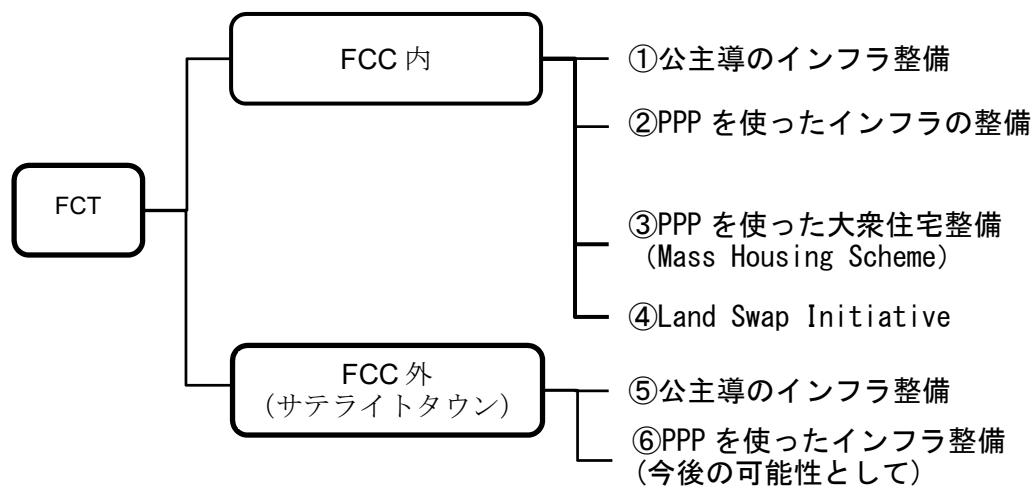 FCT
FCC 内
①公主導のインフラ整備
②PPP を使ったインフラの整備
③PPP を使った大衆住宅整備
（Mass Housing Scheme）
④Land Swap Initiative
FCC 外
（サテライトタウン）
⑤公主導のインフラ整備
⑥PPP を使ったインフラ整備
（今後の可能性として）